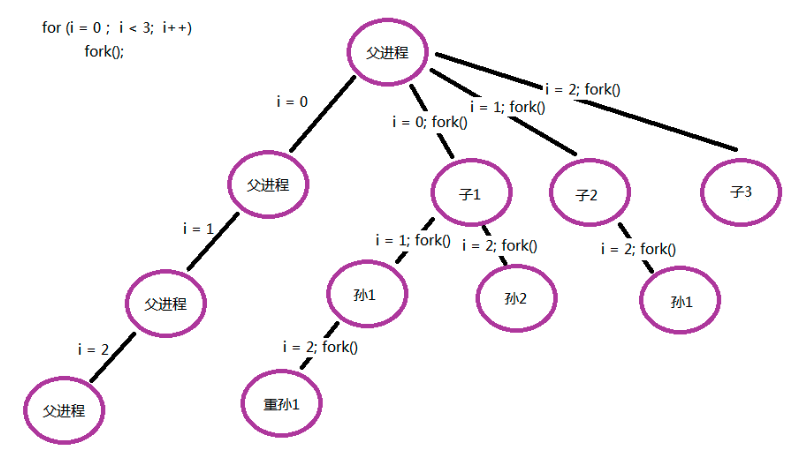 for (i = 0 ; i < 3; i++)
fork();
父进程
i = 2; fork()
i = 0
i = 1; fork()
i = 0; fork()
父进程
子1
子2
子3
i = 1
i = 1; fork()
i = 2; fork()
i = 2; fork()
父进程
孙1
孙2
孙1
i = 2
i = 2; fork()
父进程
重孙1